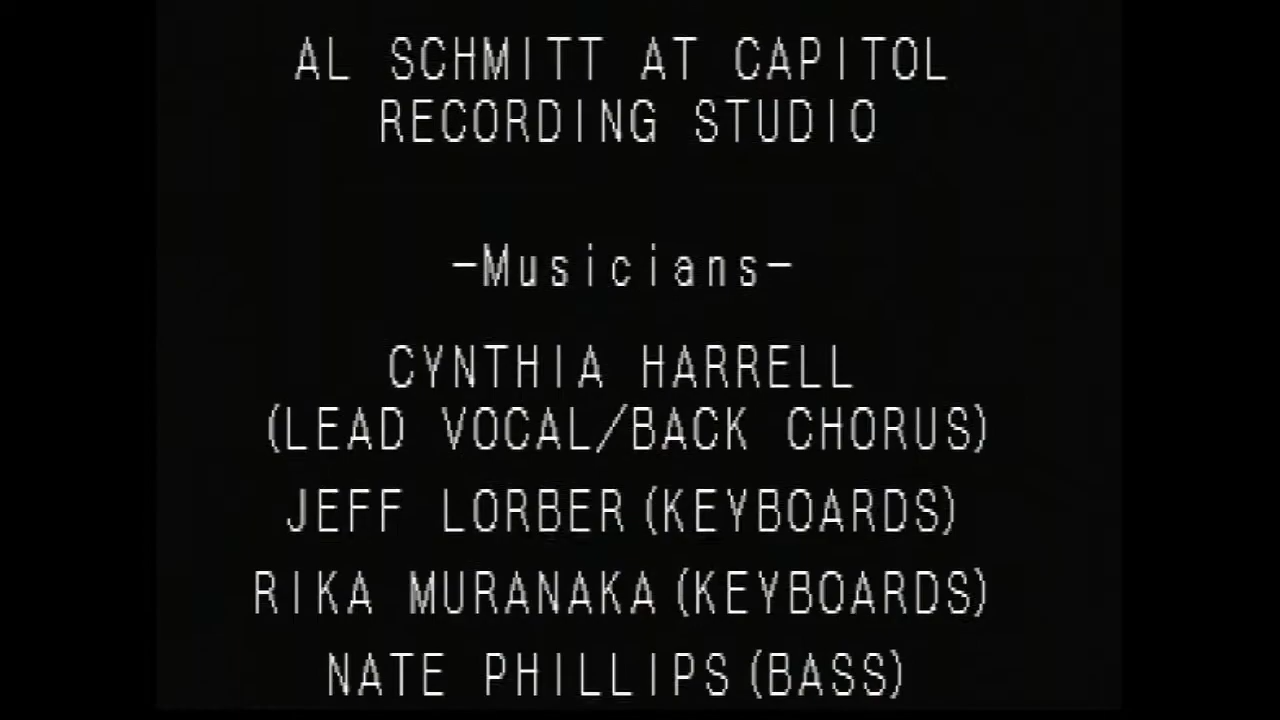 AL SCHMITT AT CAPITOL
RECORDING STUDIO
-Musicians-
CYNTHIA HARRELL
(LEAD VOCAL/BACK CHORUS)
JEFF LORBER(KEYBOARDS)
RIKA MURANAKA(KEYBOARDS)
NATE PHILLIPS(BASS)